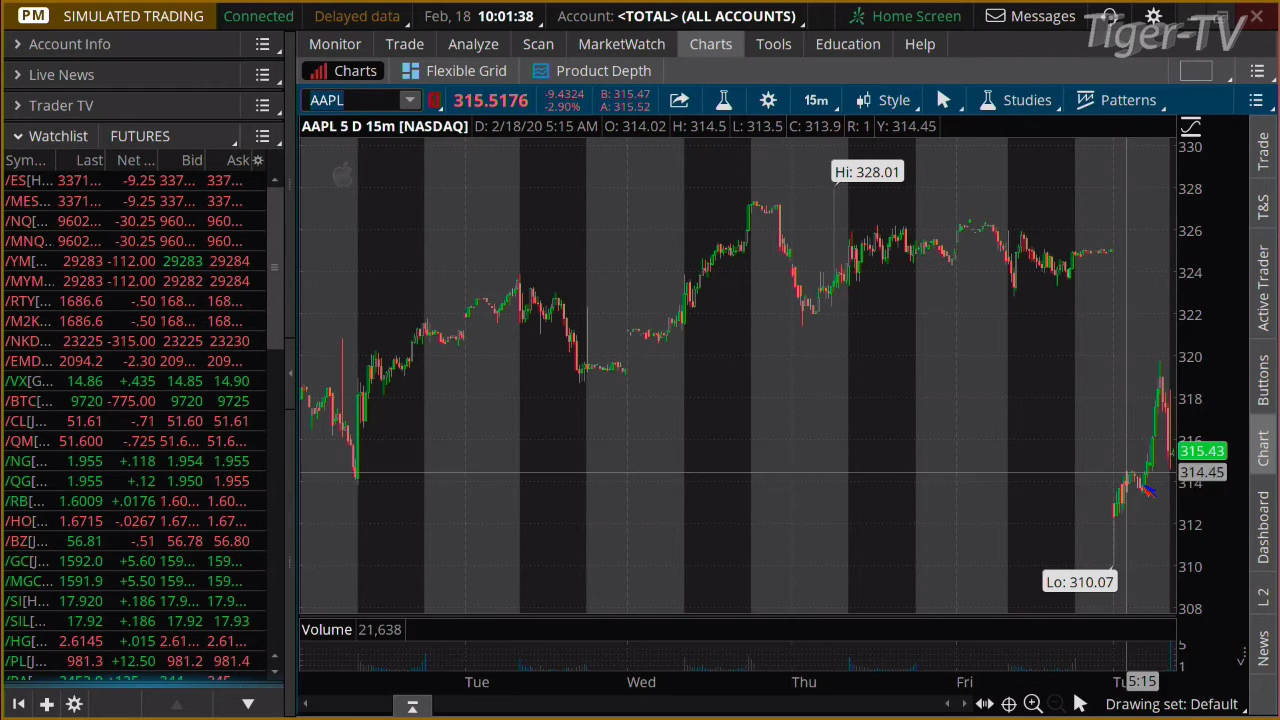 PM SIMULATED TRADING Connected Delayed data Feb, 18 10:01:38 Account: <TOTAL> (ALL ACCOUNTS) Home Screen Messages
Tiger-TV
Account Info
Live News
Trader TV
Watchlist FUTURES
Sym... Last Net ... Bid Ask
/ES[H... 3371... -9.25 337... 337...
/MES... 3371... -9.25 337... 337...
/NQ[... 9602... -30.25 960... 960...
/MNQ... 9602... -30.25 960... 960...
/YM[... 29283 -112.00 29283 29284
/MYM... 29283 -112.00 29282 29284
/RTY[... 1686.6 -.50 168... 168...
/M2K... 1686.6 -.50 168... 168...
/NKD... 23225 -315.00 23225 23230
/EMD... 2094.2 -2.30 209... 209...
/VX[G... 14.86 +.435 14.85 14.90
/BTC[... 9720 -775.00 9720 9725
/CL[J... 51.61 -.71 51.60 51.61
/QM[... 51.600 -.725 51.6... 51.6...
/NG[... 1.955 +.118 1.954 1.955
/QG[... 1.955 +.12 1.950 1.955
/RB[... 1.6009 +.0176 1.60... 1.60...
/HO[... 1.6715 -.0267 1.67... 1.67...
/BZ[J... 56.81 -.51 56.78 56.80
/GC[... 1592.0 +5.60 159... 159...
/MGC... 1591.9 +5.50 159... 159...
/SI[H... 17.920 +.186 17.9... 17.9...
/SIL[... 17.92 +.186 17.92 17.93
/HG[... 2.6145 +.015 2.61... 2.61...
/PL[J... 981.3 +12.50 981.2 981.4
Monitor Trade Analyze Scan MarketWatch Charts Tools Education Help
Charts Flexible Grid Product Depth
AAPL 315.5176 -9.4324 -2.90% B: 315.47 A: 315.52 15m Style Studies Patterns
AAPL 5 D 15m [NASDAQ] D: 2/18/20 5:15 AM O: 314.02 H: 314.5 L: 313.5 C: 313.9 R: 1 Y: 314.45
Hi: 328.01
Lo: 310.07
330
328
326
324
322
320
318
316
315.43
314.45
314
312
310
308
Volume 21,638
5
1
Tue Wed Thu Fri Tu 5:15
Drawing set: Default
Trade
T&S
Active Trader
Buttons
Chart
Dashboard
L 2
News